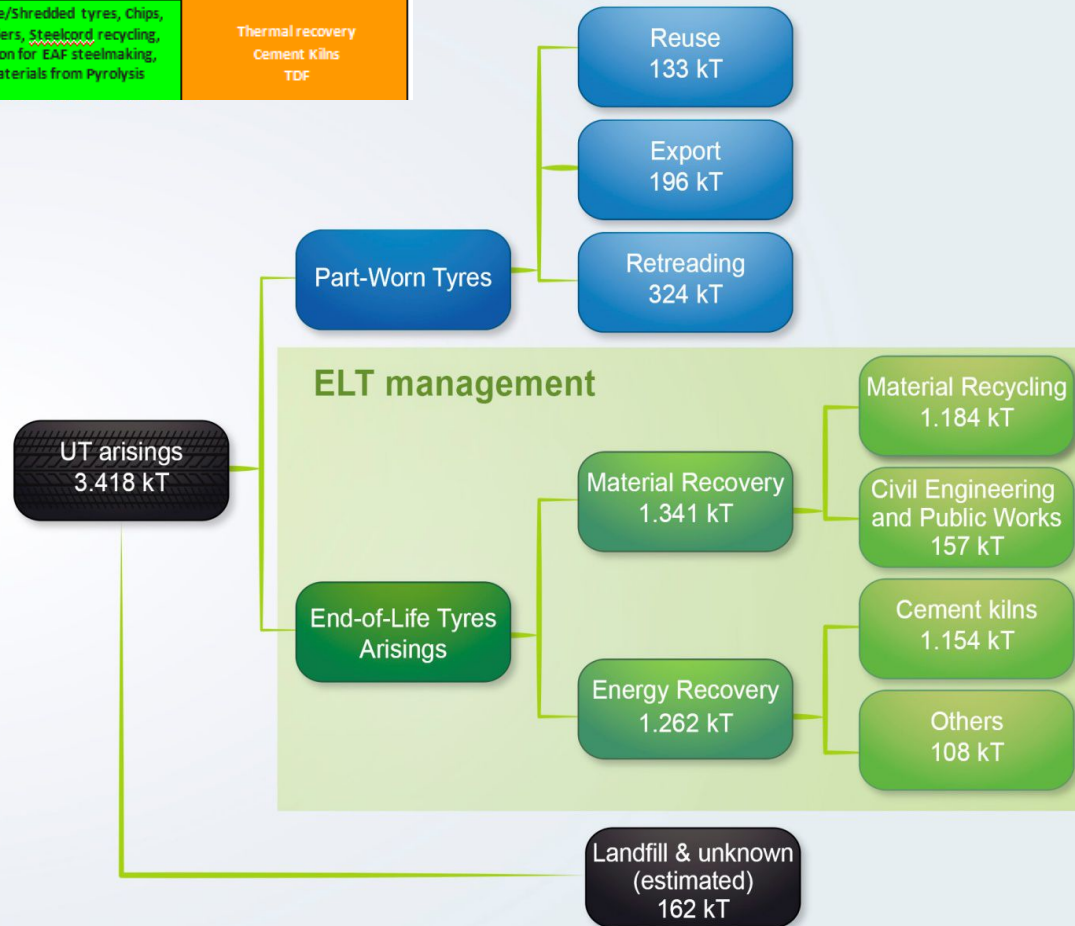 /Shredded tyres, Chips,
Steelcord recycling,
for EAF steelmaking,
from Pyrolysis
Thermal recovery
Cement Kilns
TDF
Reuse
133 kT
Export
196 kT
Part-Worn Tyres
Retreading
324 kT
ELT management
UT arisings
3.418 kT
Material Recovery
1.341 kT
Material Recycling
1.184 kT
Civil Engineering
and Public Works
157 kT
End-of-Life Tyres
Arisings
Energy Recovery
1.262 kT
Cement kilns
1.154 kT
Others
108 kT
Landfill & unknown
(estimated)
162 kT